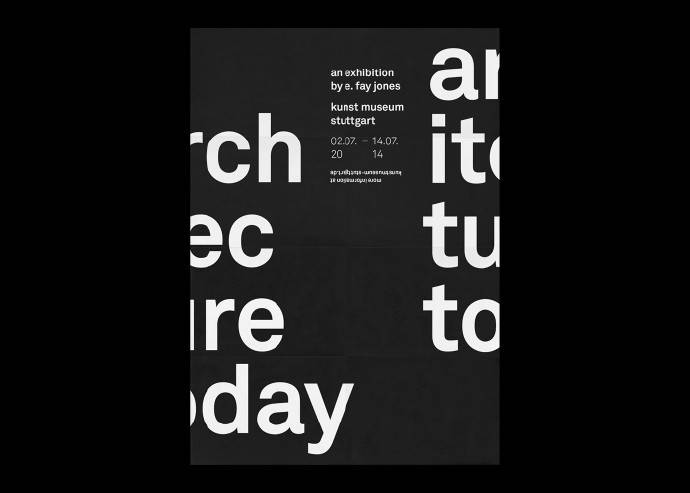 an exhibition
by e. fay jones
kunst museum
stuttgart
02.07. – 14.07.
20 14
more information at
kunstmuseum-stuttgart.de
rch
ec
ure
oday
ar
ite
tu
to